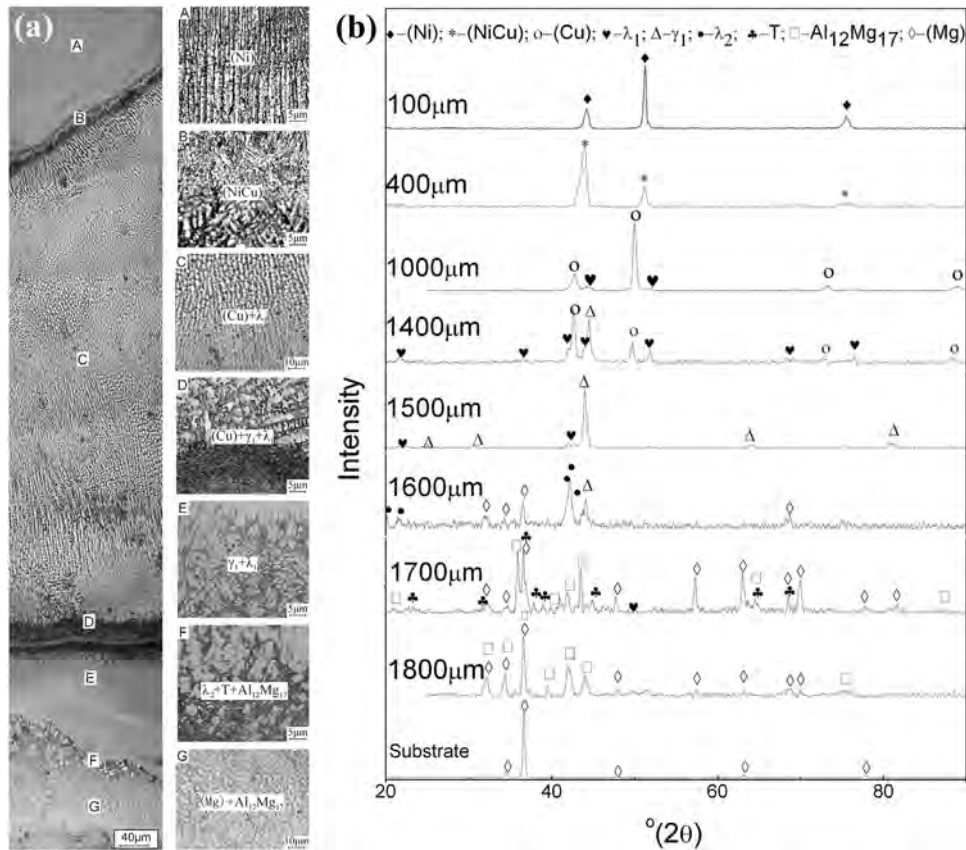 (a)
A
B
C
D
E
F
G
40μm
A
(Ni)
5μm
B
(NiCu)
5μm
C
(Cu)+λ
10μm
D
(Cu)+γ₁+λ
5μm
E
γ₁+λ₁
5μm
F
λ₂+T+Al₁₂Mg₁₇
5μm
G
(Mg)+Al₁₂Mg₁₇
10μm
(b)
♦–(Ni); *–(NiCu); o–(Cu); ♥–λ₁; Δ–γ₁; •–λ₂; ♣–T; □–Al₁₂Mg₁₇; ◊–(Mg)
100μm
400μm
1000μm
1400μm
1500μm
1600μm
1700μm
1800μm
Substrate
Intensity
20 40 60 80
°(2θ)